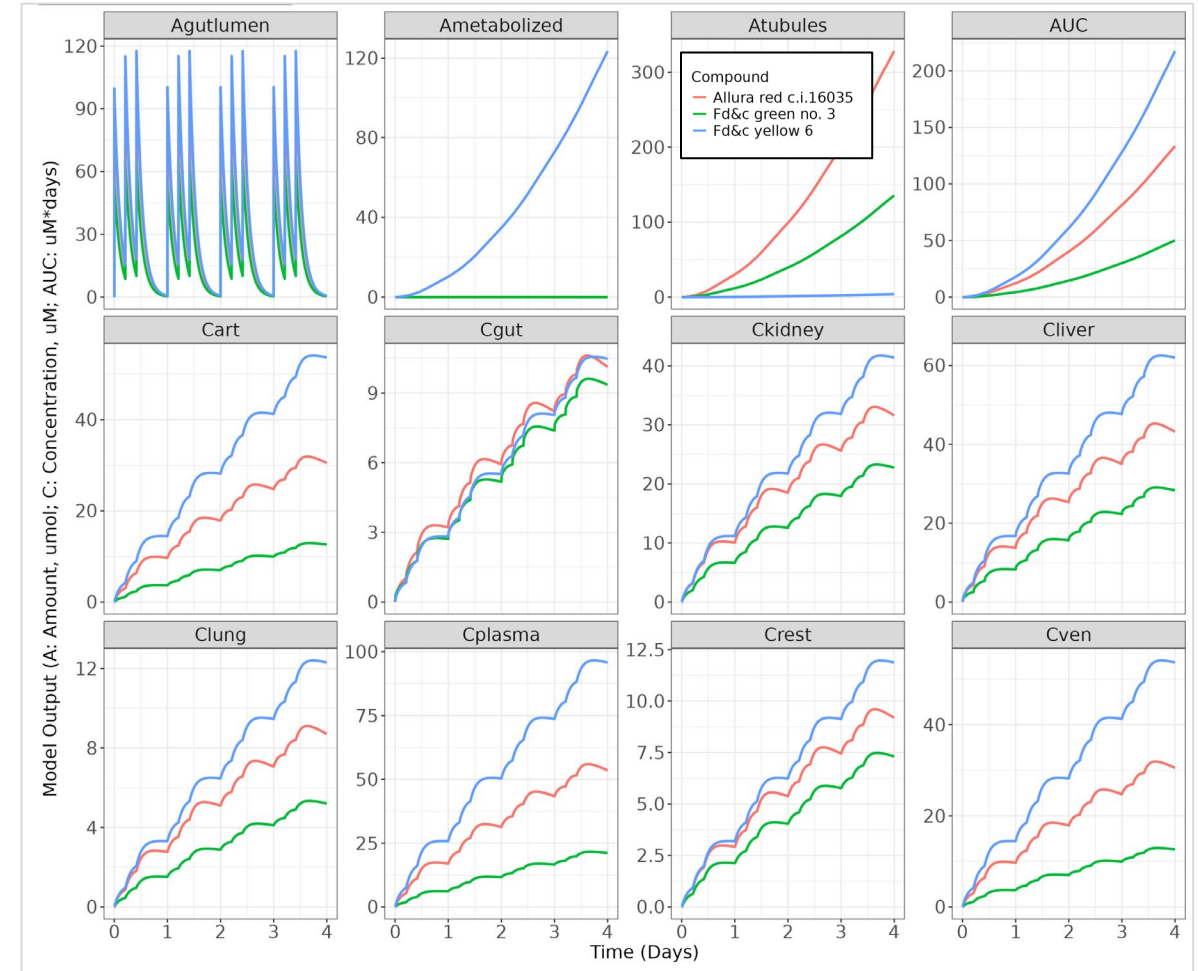 Agutlumen
Ametabolized
Atubules
AUC
120
90
60
30
0
120
80
40
0
300
200
100
0
Compound
Allura red c.i.16035
Fd&c green no. 3
Fd&c yellow 6
200
150
100
50
0
Model Output (A: Amount, umol; C: Concentration, uM; AUC: uM*days)
Cart
Cgut
Ckidney
Cliver
40
20
0
9
6
3
0
40
30
20
10
0
60
40
20
0
Clung
Cplasma
Crest
Cven
12
8
4
0
100
75
50
25
0
12.5
10.0
7.5
5.0
2.5
0.0
40
20
0
0 1 2 3 4
0 1 2 3 4
0 1 2 3 4
0 1 2 3 4
Time (Days)